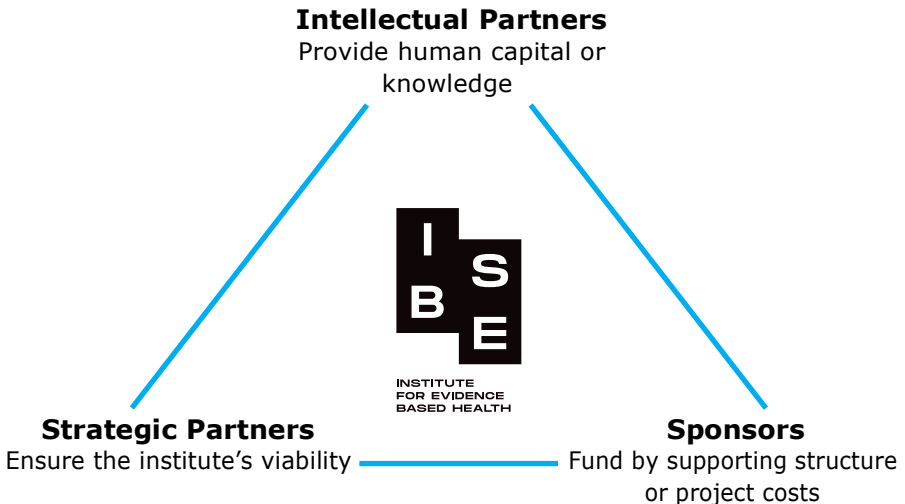 Intellectual Partners
Provide human capital or
knowledge
I
S
B
E
INSTITUTE
FOR EVIDENCE
BASED HEALTH
Strategic Partners
Ensure the institute’s viability
Sponsors
Fund by supporting structure
or project costs